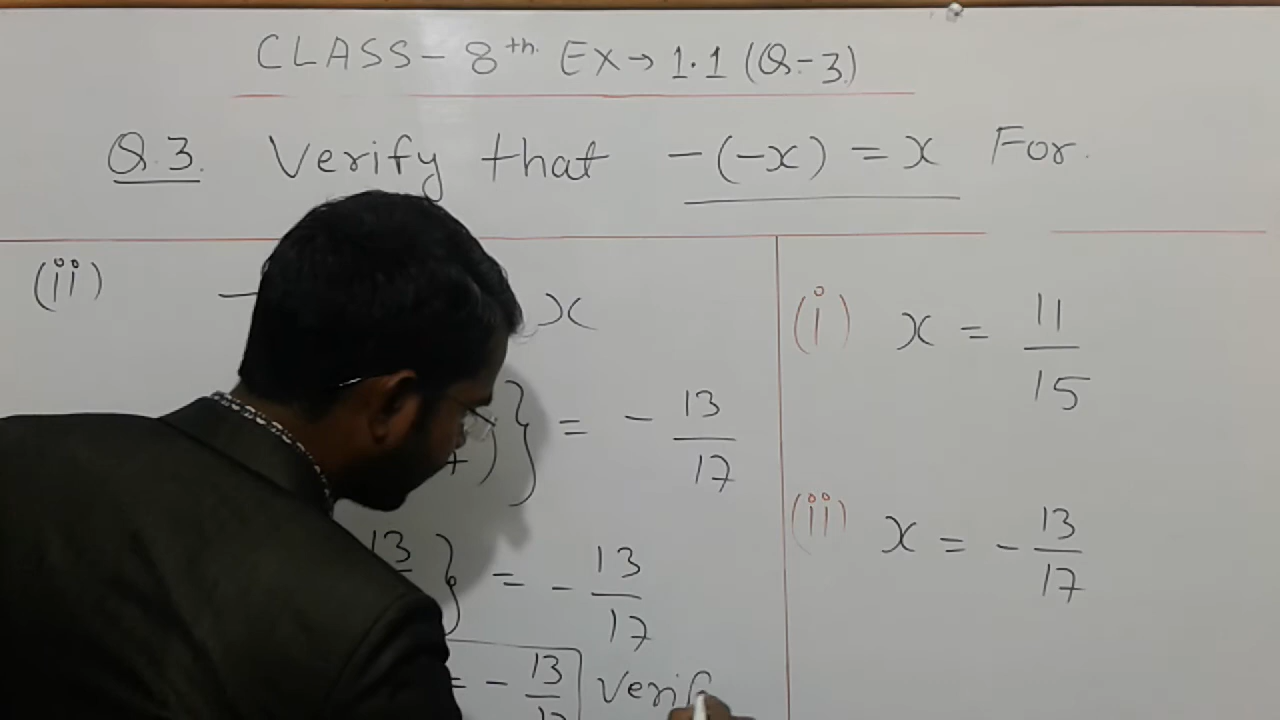 CLASS - 8th EX → 1.1 (Q.-3)
Q.3. Verify that -(-x) = x For.
(ii) - x
)} = - 13/17
13 } = - 13/17
= - 13/17
(i) x = 11/15
(ii) x = - 13/17